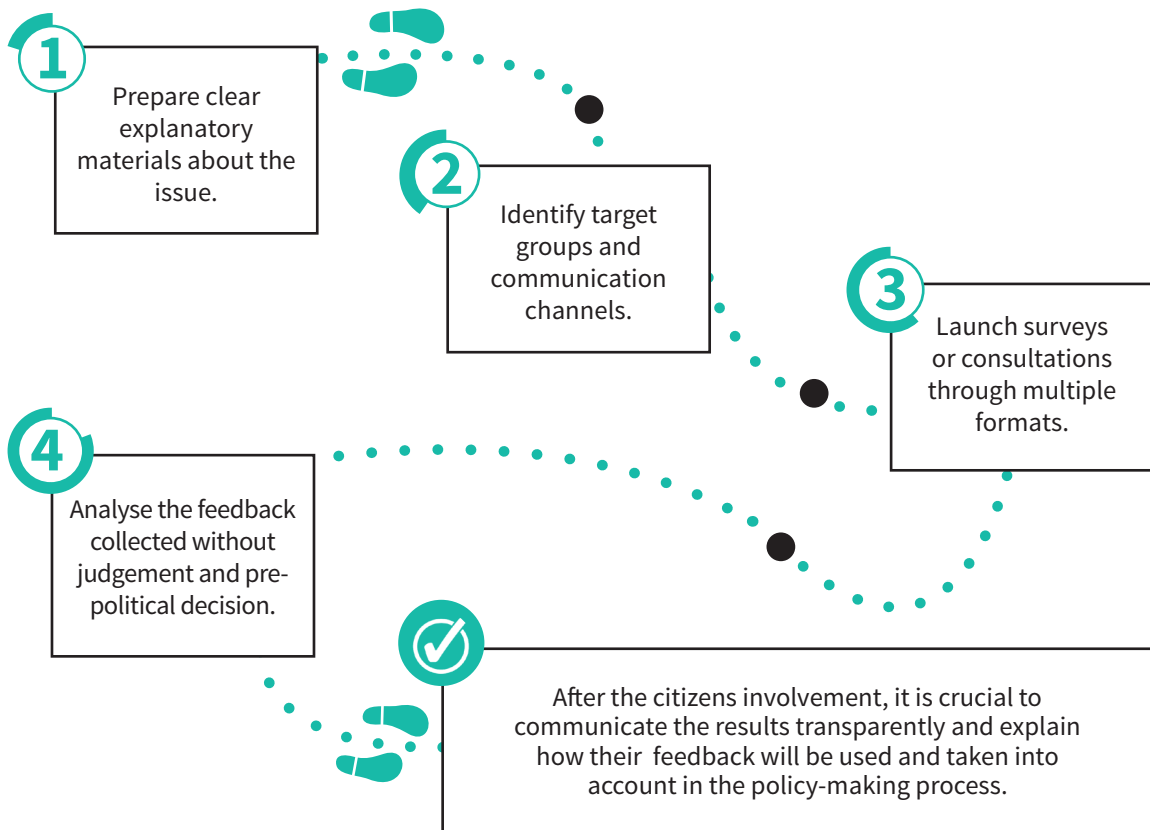 1
Prepare clear
explanatory
materials about the
issue.
2
Identify target
groups and
communication
channels.
3
Launch surveys
or consultations
through multiple
formats.
4
Analyse the feedback
collected without
judgement and pre-
political decision.
After the citizens involvement, it is crucial to
communicate the results transparently and explain
how their feedback will be used and taken into
account in the policy-making process.